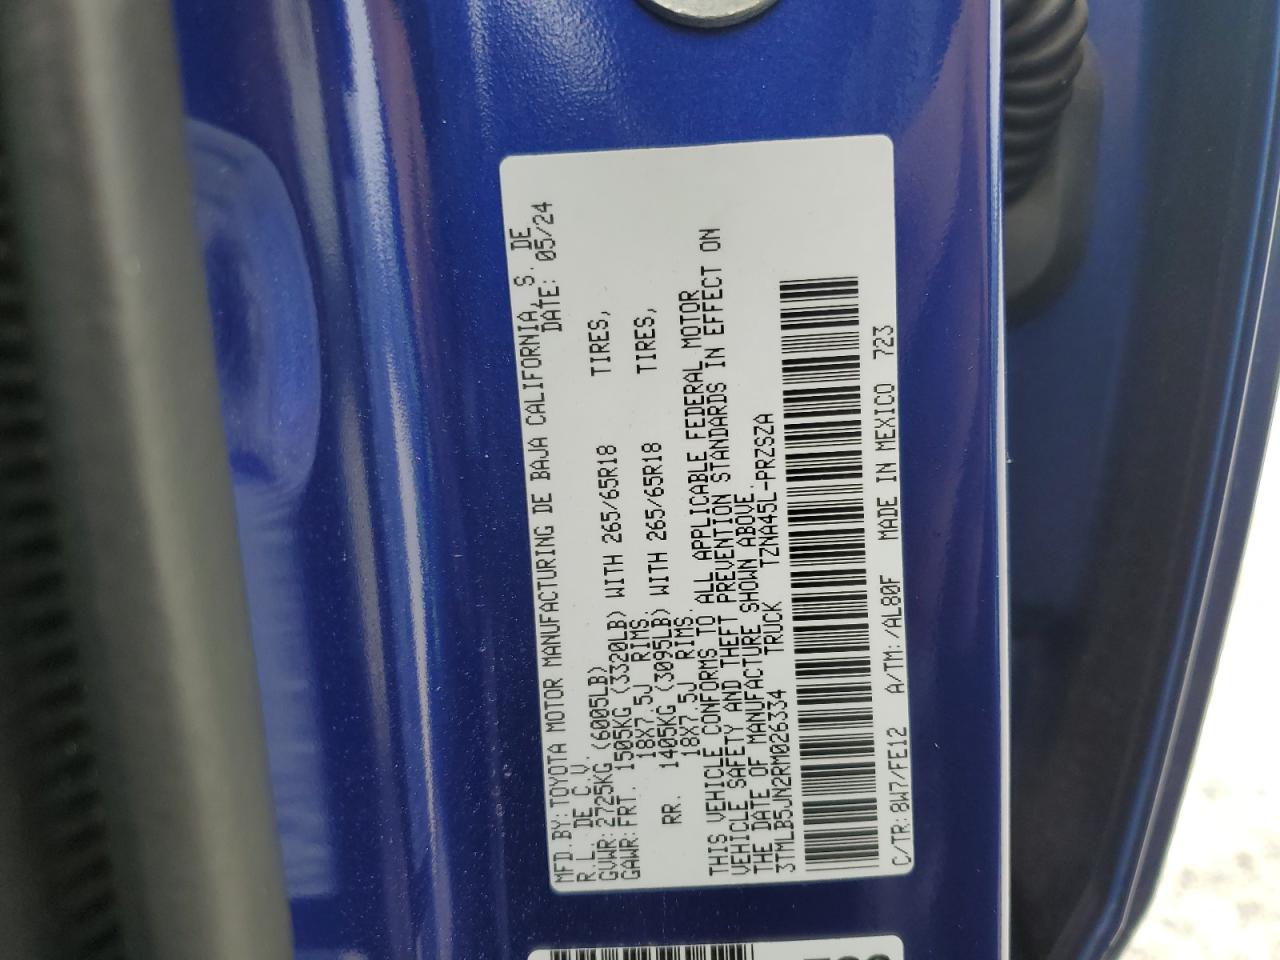 MFD.BY:TOYOTA MOTOR MANUFACTURING DE BAJA CALIFORNIA, S. DE
R.L. DE C.V. DATE: 05/24
GVWR:2725KG (6005LB)
GAWR:FRT. 1505KG (3320LB) WITH 265/65R18 TIRES,
18X7.5J RIMS.
RR. 1405KG (3095LB) WITH 265/65R18 TIRES,
18X7.5J RIMS.
THIS VEHICLE CONFORMS TO ALL APPLICABLE FEDERAL MOTOR
VEHICLE SAFETY AND THEFT PREVENTION STANDARDS IN EFFECT ON
THE DATE OF MANUFACTURE SHOWN ABOVE.
3TMLB5JN2RM026334 TRUCK TZNA45L-PRZSZA
C/TR:8W7/FE12 A/TM:/AL80F MADE IN MEXICO 723